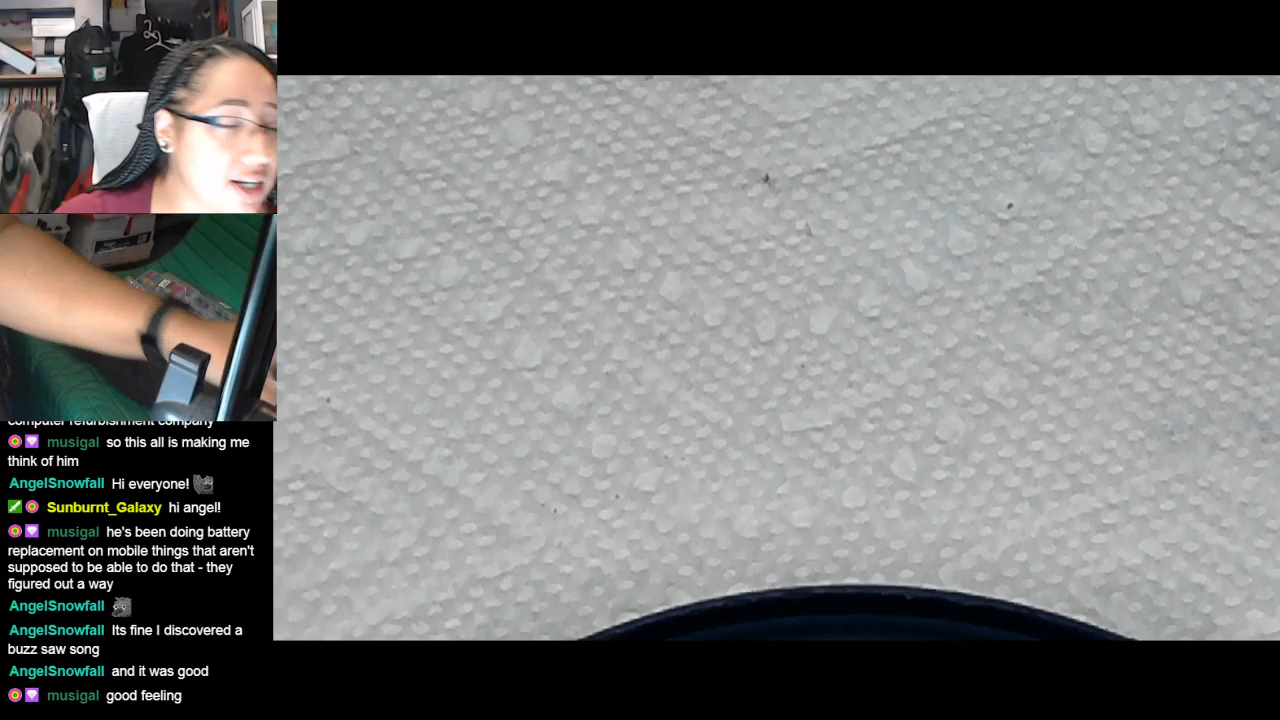 computer refurbishment company
musigal so this all is making me
think of him
AngelSnowfall Hi everyone!
Sunburnt_Galaxy hi angel!
musigal he's been doing battery
replacement on mobile things that aren't
supposed to be able to do that - they
figured out a way
AngelSnowfall
AngelSnowfall Its fine I discovered a
buzz saw song
AngelSnowfall and it was good
musigal good feeling